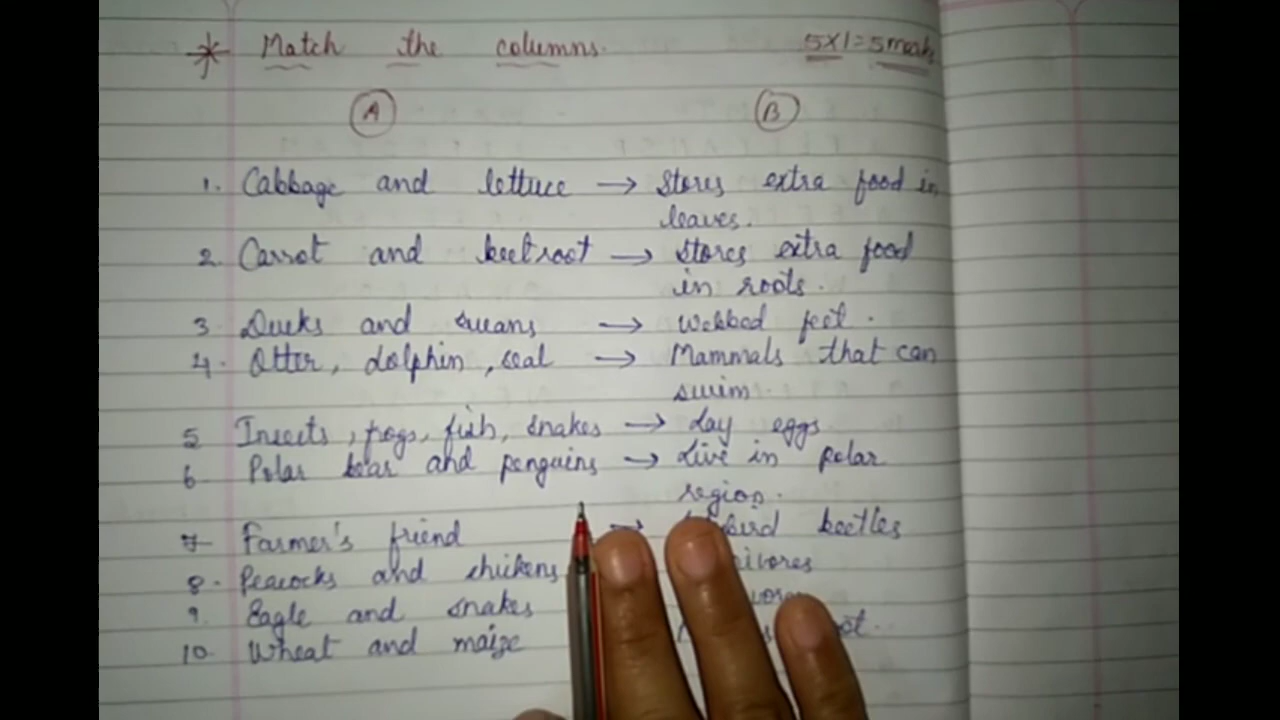 * Match the columns. 5X1=5 marks
A B
1. Cabbage and lettuce → Stores extra food in
leaves.
2. Carrot and beetroot → Stores extra food
in roots.
3. Ducks and swans → Webbed feet.
4. Otter, dolphin, seal → Mammals that can
swim.
5 Insects, frogs, fish, snakes → Lay eggs
6 Polar bear and penguins → Live in polar
region.
7 Farmer's friend → beetles
8. Peacocks and chickens
9. Eagle and snakes
10. Wheat and maize